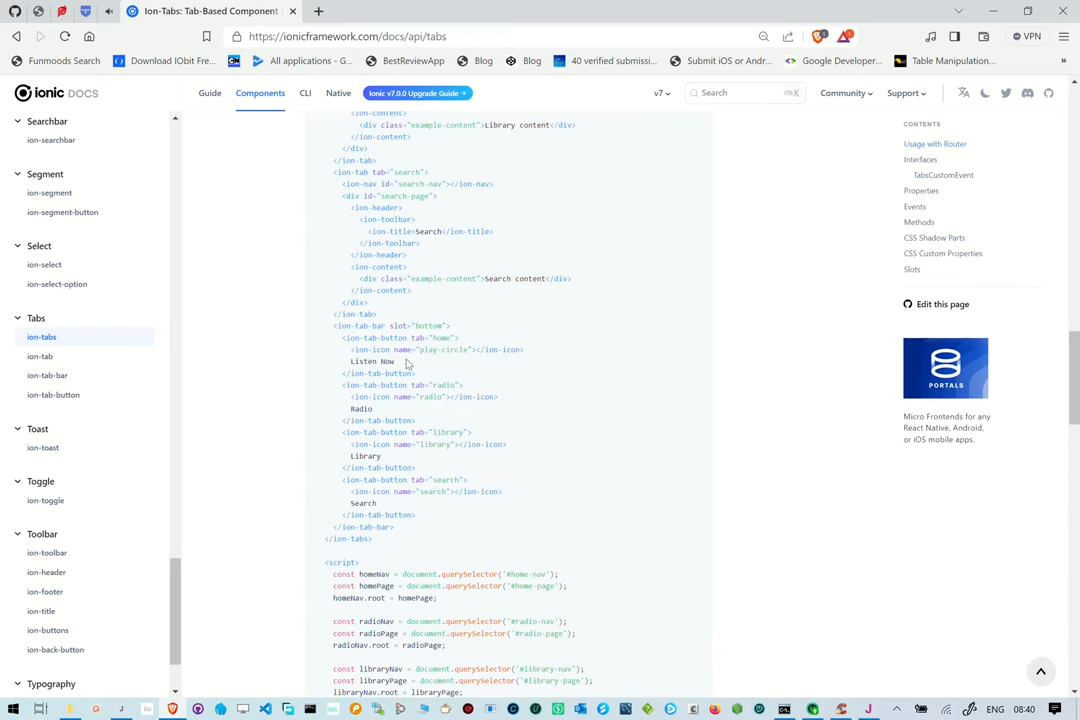 Ion-Tabs: Tab-Based Component
https://ionicframework.com/docs/api/tabs
VPN
Funmoods Search
Download IObit Fre...
All applications - G...
BestReviewApp
Blog
Blog
40 verified submissi...
Submit iOS or Andr...
Google Developer...
Table Manipulation...
ionic DOCS
Guide
Components
CLI
Native
Ionic v7.0.0 Upgrade Guide →
v7
Search
Community
Support
Searchbar
ion-searchbar
Segment
ion-segment
ion-segment-button
Select
ion-select
ion-select-option
Tabs
ion-tabs
ion-tab
ion-tab-bar
ion-tab-button
Toast
ion-toast
Toggle
ion-toggle
Toolbar
ion-toolbar
ion-header
ion-footer
ion-title
ion-buttons
ion-back-button
Typography
<ion-content>
<div class="example-content">Library content</div>
</ion-content>
</div>
</ion-tab>
<ion-tab tab="search">
<ion-nav id="search-nav"></ion-nav>
<div id="search-page">
<ion-header>
<ion-toolbar>
<ion-title>Search</ion-title>
</ion-toolbar>
</ion-header>
<ion-content>
<div class="example-content">Search content</div>
</ion-content>
</div>
</ion-tab>
<ion-tab-bar slot="bottom">
<ion-tab-button tab="home">
<ion-icon name="play-circle"></ion-icon>
Listen Now
</ion-tab-button>
<ion-tab-button tab="radio">
<ion-icon name="radio"></ion-icon>
Radio
</ion-tab-button>
<ion-tab-button tab="library">
<ion-icon name="library"></ion-icon>
Library
</ion-tab-button>
<ion-tab-button tab="search">
<ion-icon name="search"></ion-icon>
Search
</ion-tab-button>
</ion-tab-bar>
</ion-tabs>
<script>
const homeNav = document.querySelector('#home-nav');
const homePage = document.querySelector('#home-page');
homeNav.root = homePage;
const radioNav = document.querySelector('#radio-nav');
const radioPage = document.querySelector('#radio-page');
radioNav.root = radioPage;
const libraryNav = document.querySelector('#library-nav');
const libraryPage = document.querySelector('#library-page');
libraryNav.root = libraryPage;
CONTENTS
Usage with Router
Interfaces
TabsCustomEvent
Properties
Events
Methods
CSS Shadow Parts
CSS Custom Properties
Slots
Edit this page
PORTALS
Micro Frontends for any
React Native, Android,
or iOS mobile apps.
ENG
08:40